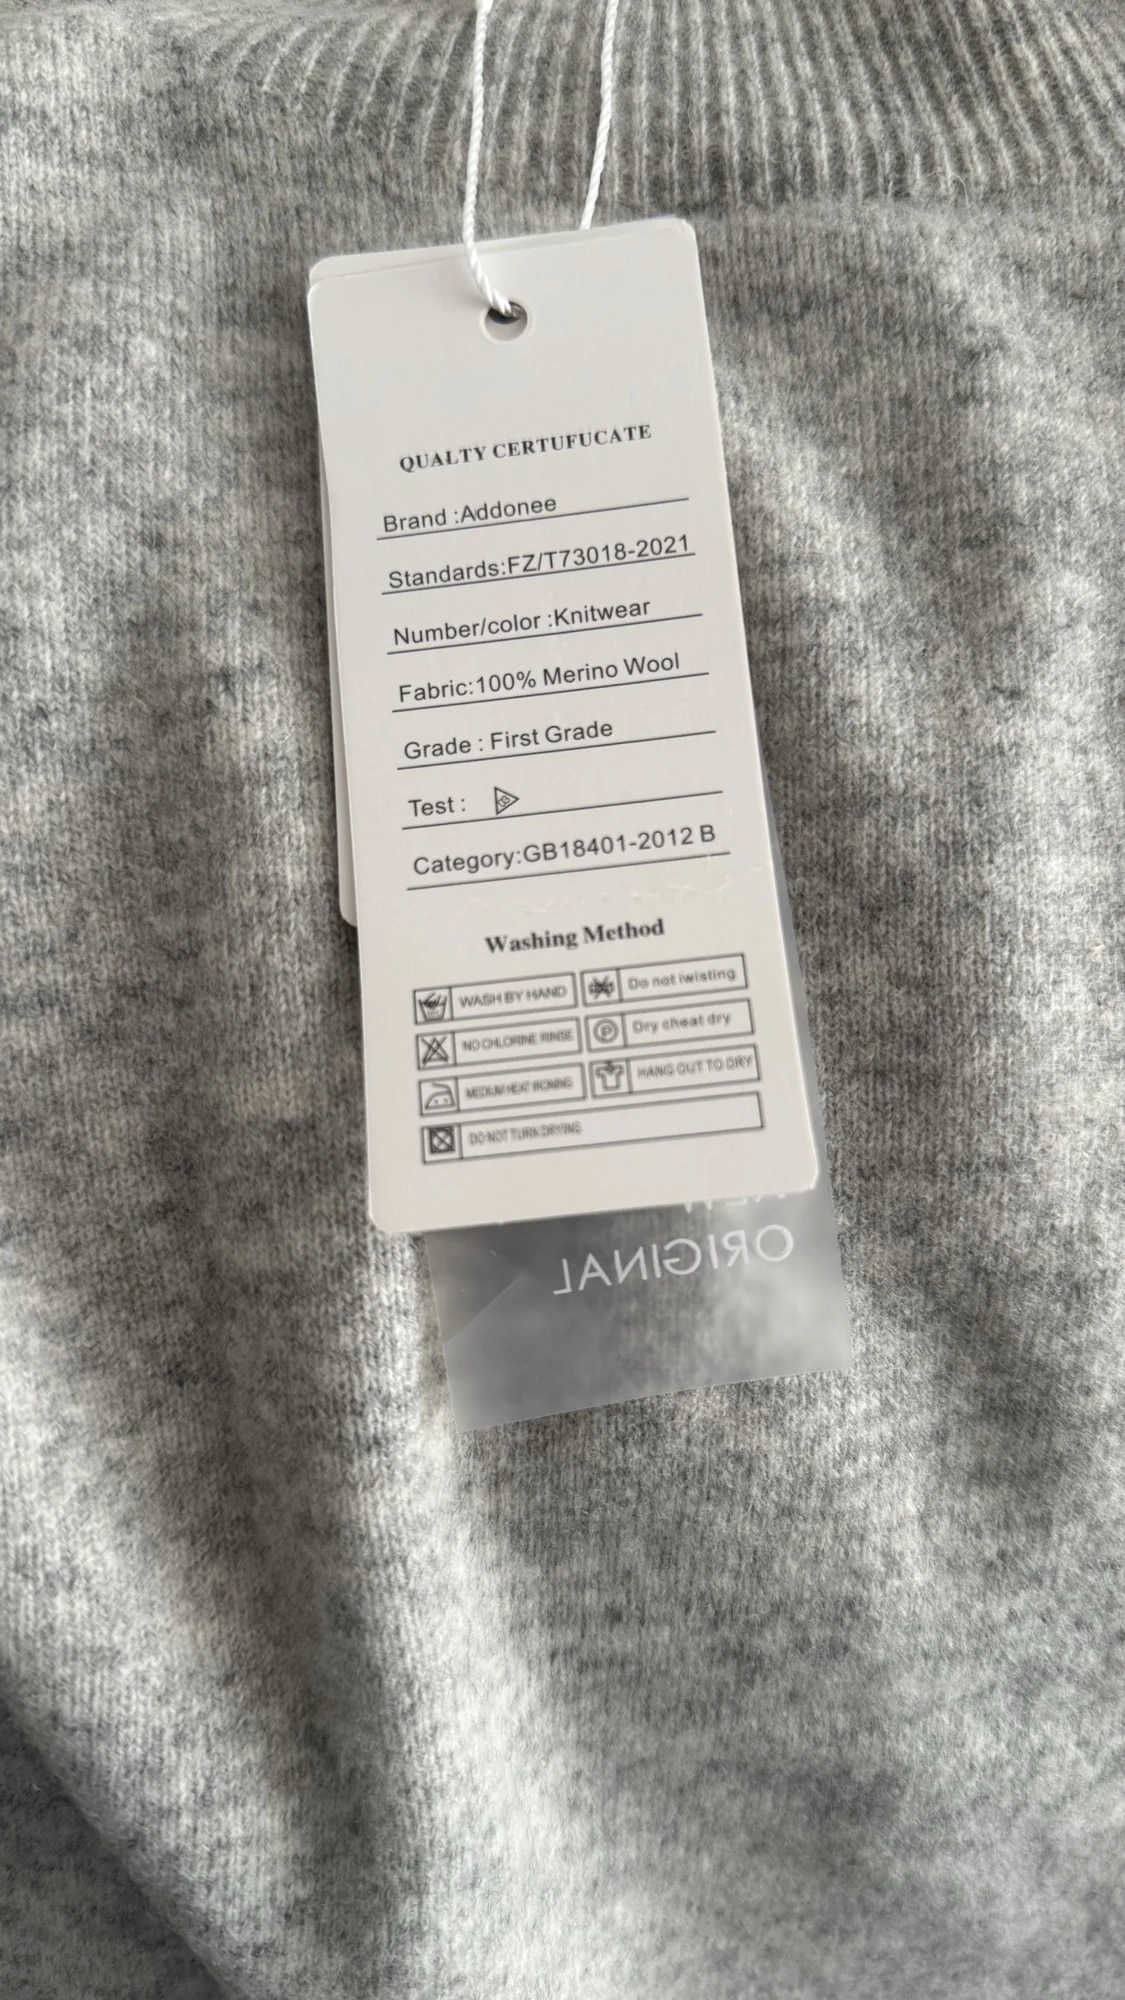 QUALTY CERTUFUCATE
Brand :Addonee
Standards:FZ/T73018-2021
Number/color :Knitwear
Fabric:100% Merino Wool
Grade : First Grade
Test :
Category:GB18401-2012 B
Washing Method
WASH BY HAND
Do not iwisting
NO CHLORINE RINSE
P
Dry cheat dry
MEDIUM HEAT IRONING
HANG OUT TO DRY
DO NOT TURN DRYING
ORIGINAL